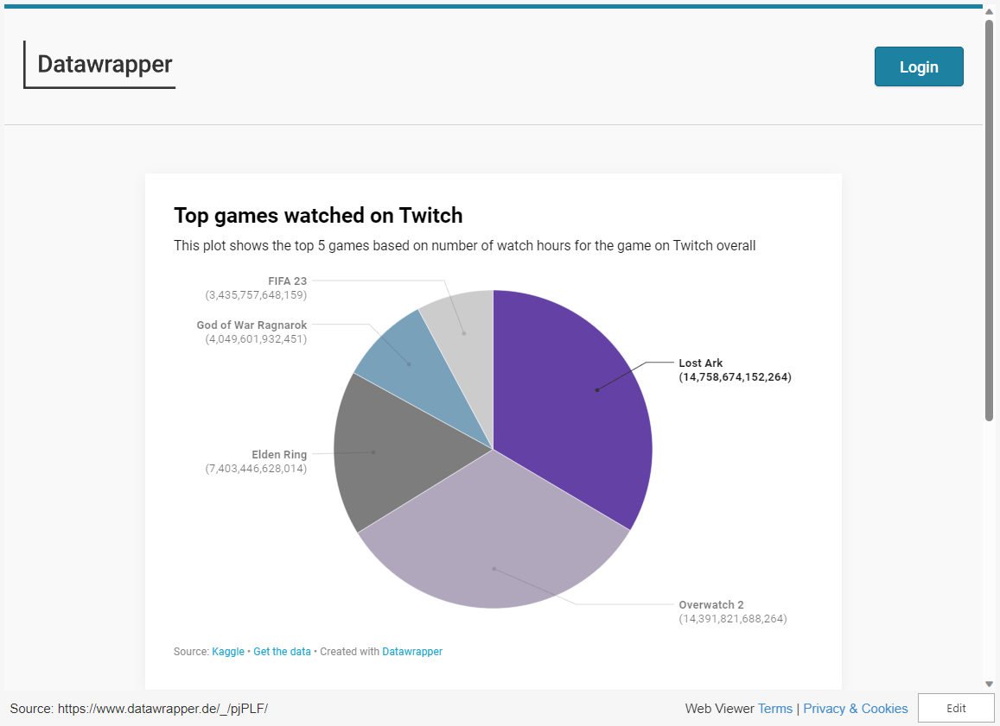 Datawrapper
Login
Top games watched on Twitch
This plot shows the top 5 games based on number of watch hours for the game on Twitch overall
FIFA 23
(3,435,757,648,159)
God of War Ragnarok
(4,049,601,932,451)
Lost Ark
(14,758,674,152,264)
Elden Ring
(7,403,446,628,014)
Overwatch 2
(14,391,821,688,264)
Source: Kaggle • Get the data • Created with Datawrapper
Source: https://www.datawrapper.de/_/pjPLF/
Web Viewer Terms | Privacy & Cookies
Edit